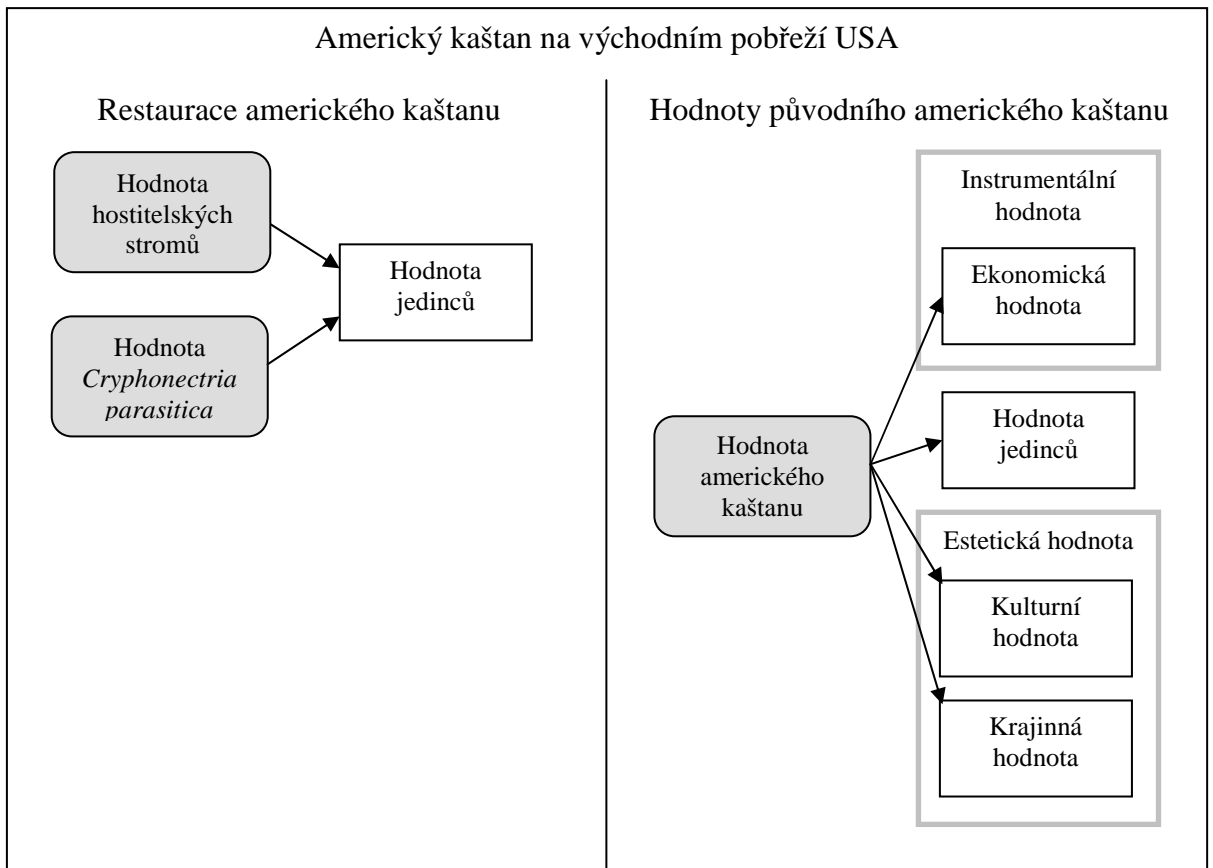 Americký kaštan na východním pobřeží USA
Restaurace amerického kaštanu
Hodnota
hostitelských
stromů
Hodnota
jedinců
Hodnota
Cryphonectria
parasitica
Hodnoty původního amerického kaštanu
Instrumentální
hodnota
Ekonomická
hodnota
Hodnota
jedinců
Hodnota
amerického
kaštanu
Estetická hodnota
Kulturní
hodnota
Krajinná
hodnota